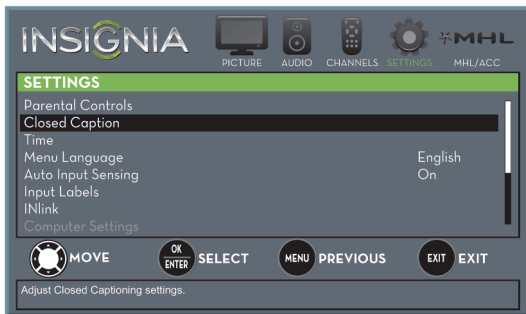 INSIGNIA
PICTURE AUDIO CHANNELS SETTINGS MHL MHL/ACC
SETTINGS
Parental Controls
Closed Caption
Time
Menu Language English
Auto Input Sensing On
Input Labels
INlink
Computer Settings
MOVE OK ENTER SELECT MENU PREVIOUS EXIT EXIT
Adjust Closed Captioning settings.